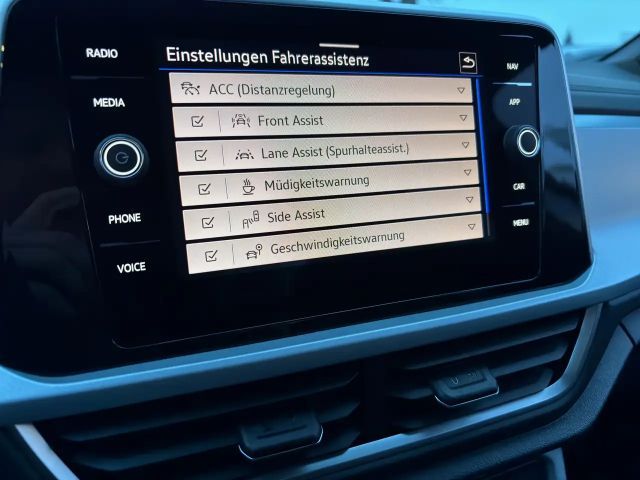 Einstellungen Fahrerassistenz
RADIO
MEDIA
PHONE
VOICE
ACC (Distanzregelung)
Front Assist
Lane Assist (Spurhalteassist.)
Müdigkeitswarnung
Side Assist
Geschwindigkeitswarnung
NAV
APP
CAR
MENU